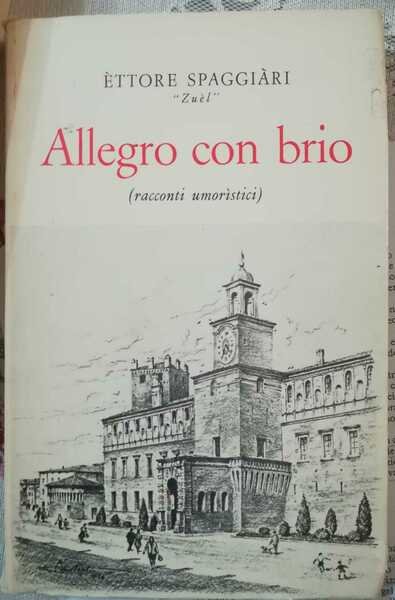 ÈTTORE SPAGGIÀRI
"Zuèl"
Allegro con brio
(racconti umorìstici)